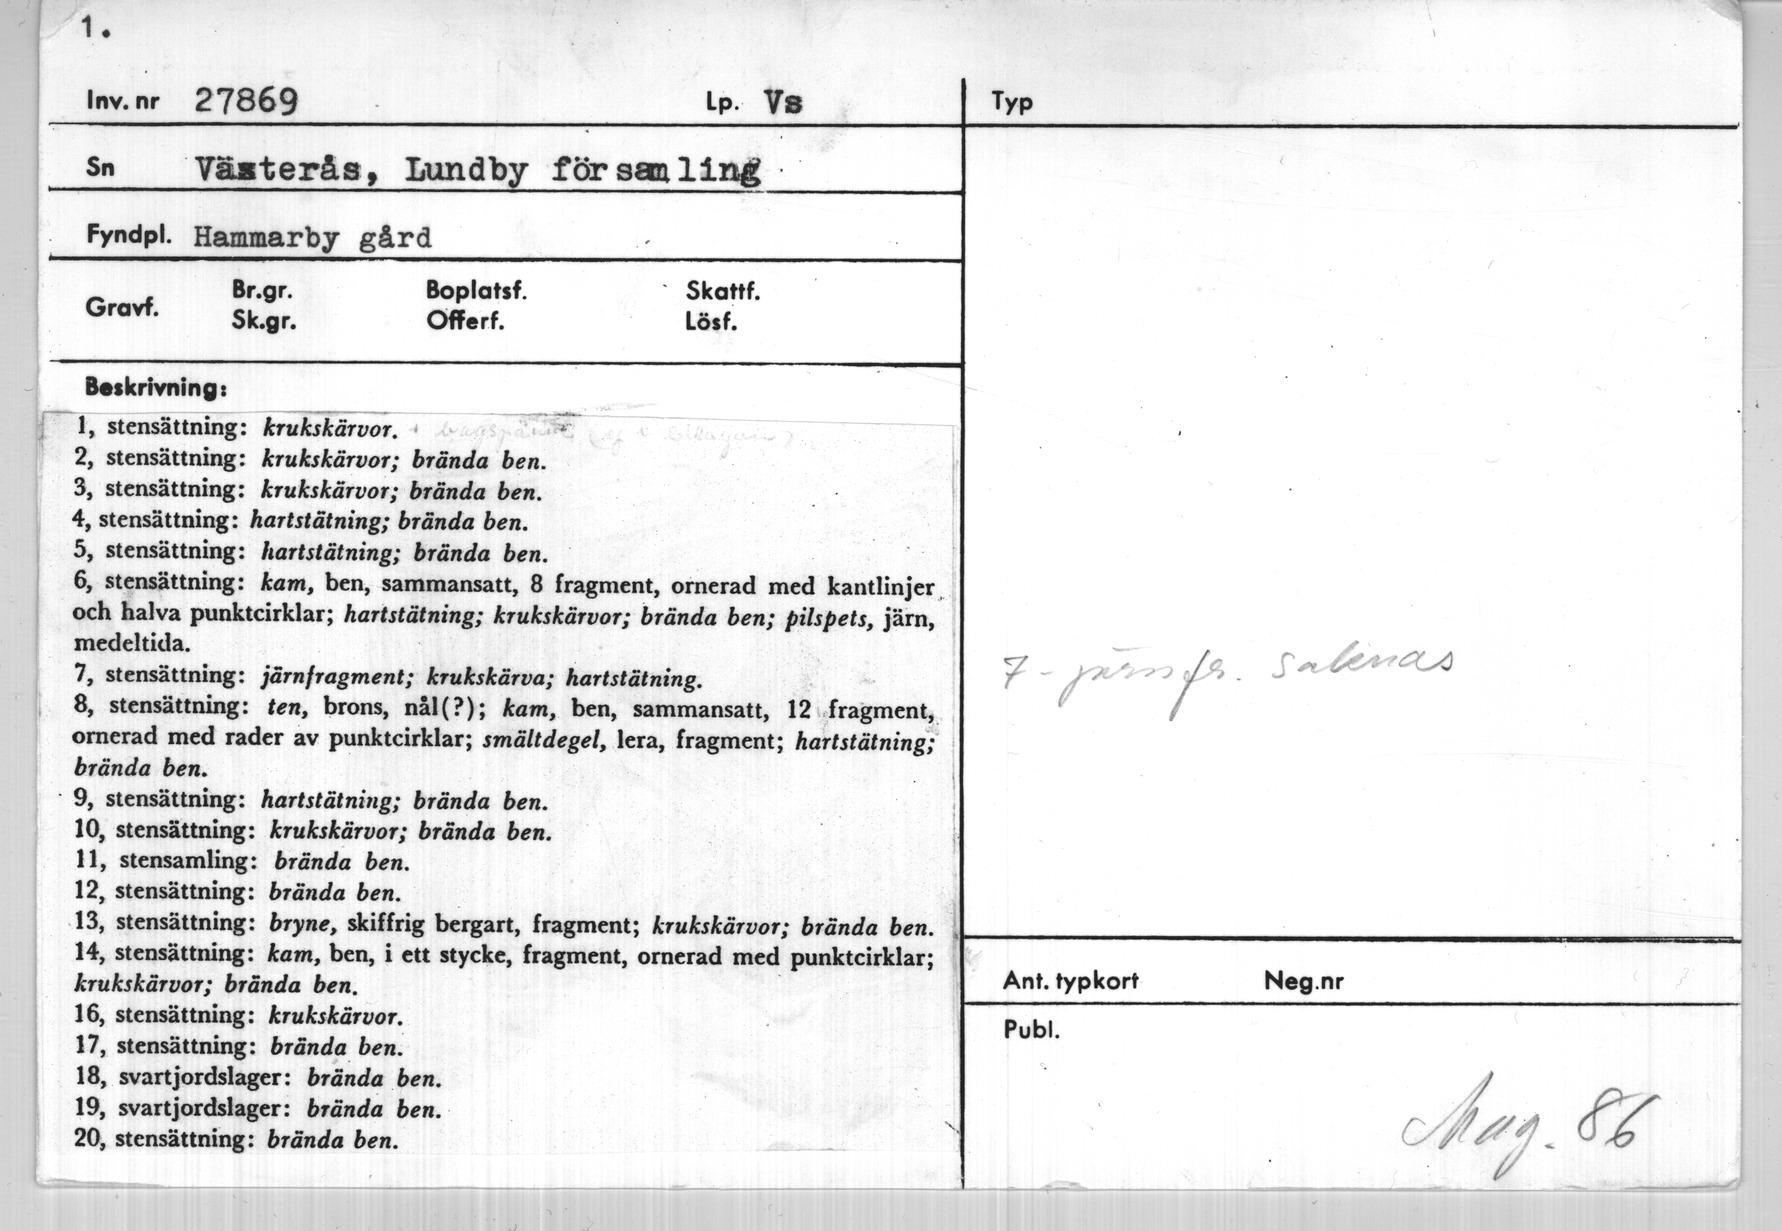 1.
Inv. nr 27869 Lp. Vs
Sn Västerås, Lundby församling
Fyndpl. Hammarby gård
Gravf. Br.gr. Boplatsf. Skattf.
Sk.gr. Offerf. Lösf.
Beskrivning:
1, stensättning: krukskärvor.
2, stensättning: krukskärvor; brända ben.
3, stensättning: krukskärvor; brända ben.
4, stensättning: hartstätning; brända ben.
5, stensättning: hartstätning; brända ben.
6, stensättning: kam, ben, sammansatt, 8 fragment, ornerad med kantlinjer
och halva punktcirklar; hartstätning; krukskärvor; brända ben; pilspets, järn,
medeltida.
7, stensättning: järnfragment; krukskärva; hartstätning.
8, stensättning: ten, brons, nål(?); kam, ben, sammansatt, 12 fragment,
ornerad med rader av punktcirklar; smältdegel, lera, fragment; hartstätning;
brända ben.
9, stensättning: hartstätning; brända ben.
10, stensättning: krukskärvor; brända ben.
11, stensamling: brända ben.
12, stensättning: brända ben.
13, stensättning: bryne, skiffrig bergart, fragment; krukskärvor; brända ben.
14, stensättning: kam, ben, i ett stycke, fragment, ornerad med punktcirklar;
krukskärvor; brända ben.
16, stensättning: krukskärvor.
17, stensättning: brända ben.
18, svartjordslager: brända ben.
19, svartjordslager: brända ben.
20, stensättning: brända ben.
Typ
7 - järnfr. saknas
Ant. typkort Neg.nr
Publ.
Mag. 86